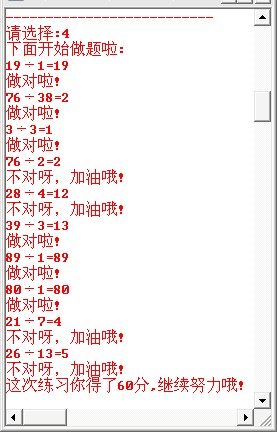 ----------------------------
请选择:4
下面开始做题啦:
19÷1=19
做对啦!
76÷38=2
做对啦!
3÷3=1
做对啦!
76÷2=2
不对呀，加油哦!
28÷4=12
不对呀，加油哦!
39÷3=13
做对啦!
89÷1=89
做对啦!
80÷1=80
做对啦!
21÷7=4
不对呀，加油哦!
26÷13=5
不对呀，加油哦!
这次练习你得了60分,继续努力哦!